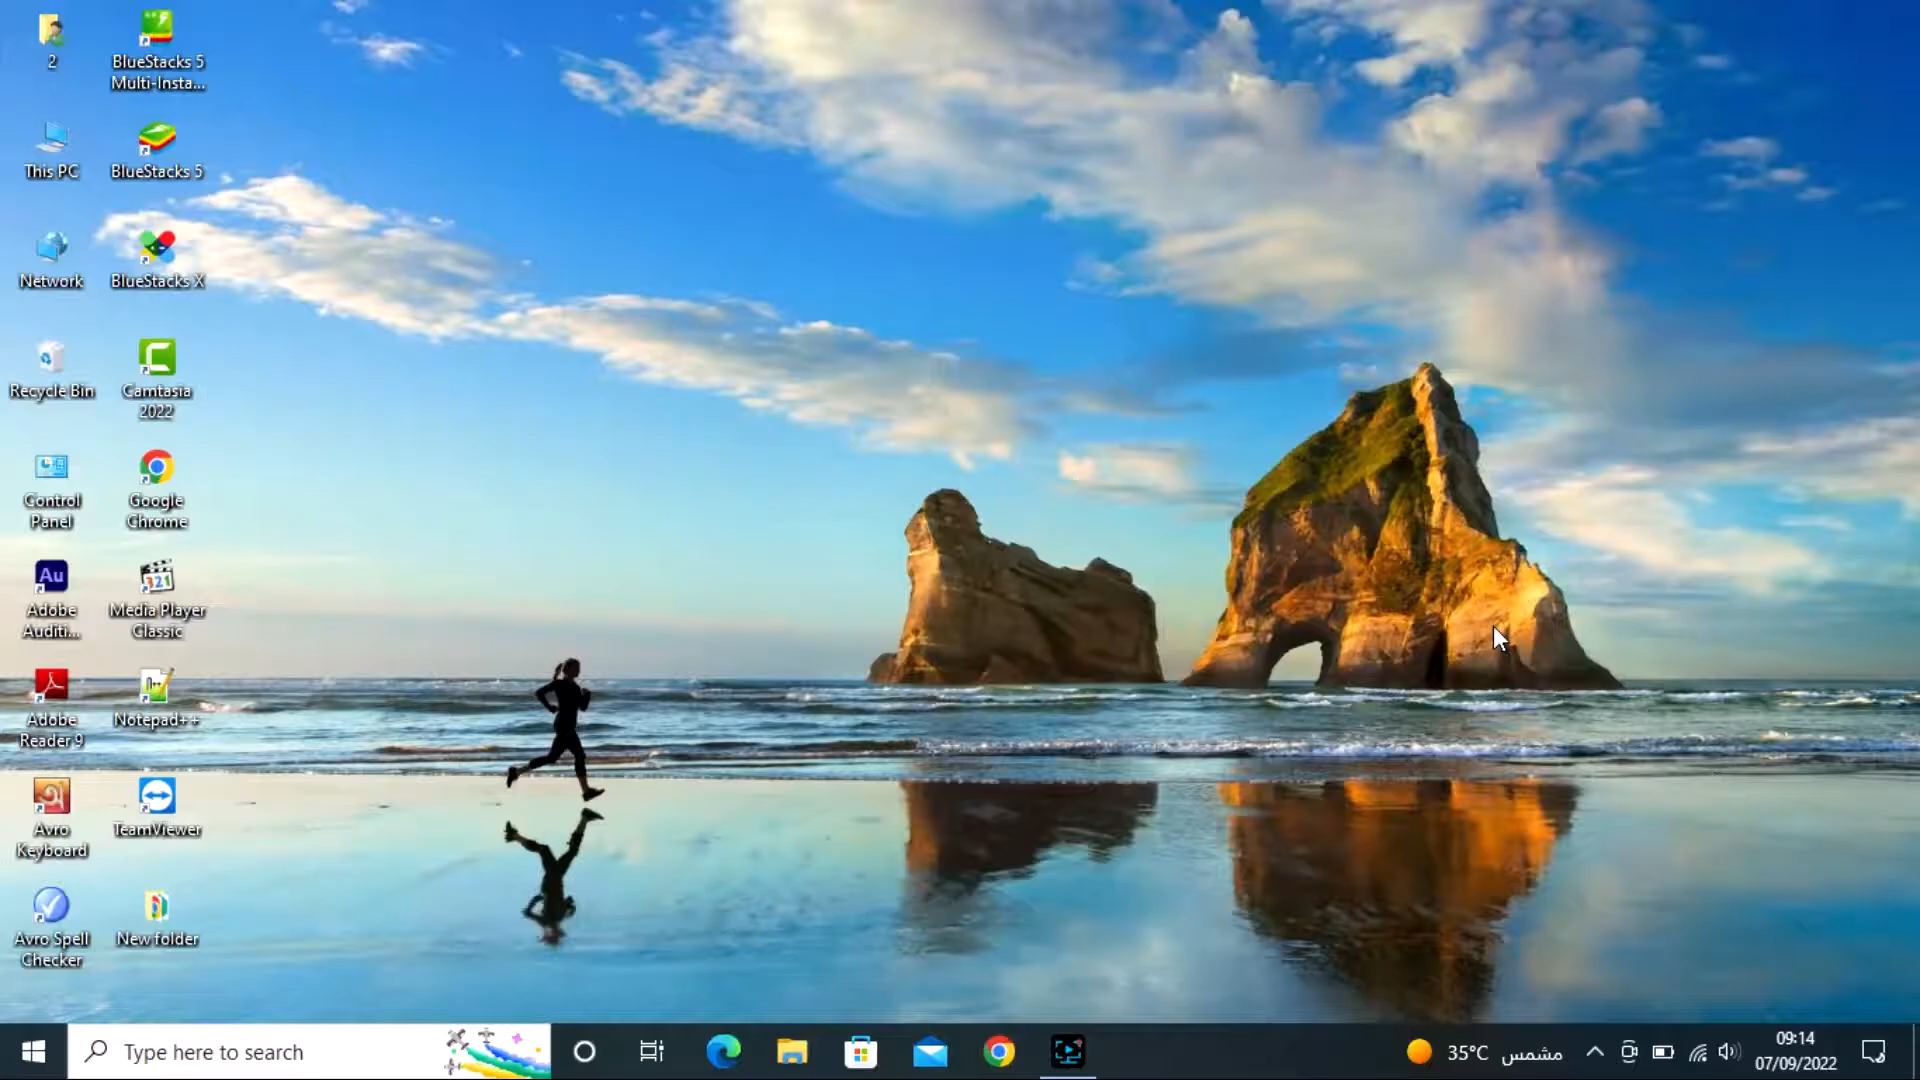 2
BlueStacks 5
Multi-Insta...
This PC
BlueStacks 5
Network
BlueStacks X
Recycle Bin
Camtasia
2022
Control
Panel
Google
Chrome
Au
Adobe
Auditi...
321
Media Player
Classic
Adobe
Reader 9
Notepad++
Avro
Keyboard
TeamViewer
Avro Spell
Checker
New folder
Type here to search
35°C مشمس
09:14
07/09/2022